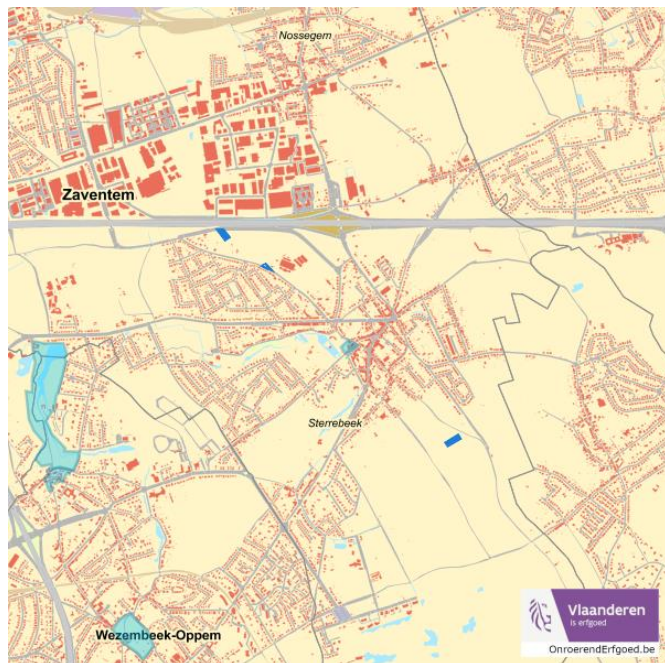 Nossegem
Zaventem
Sterrebeek
Wezembeek-Oppem
Vlaanderen
is erfgoed
OnroerendErfgoed.be